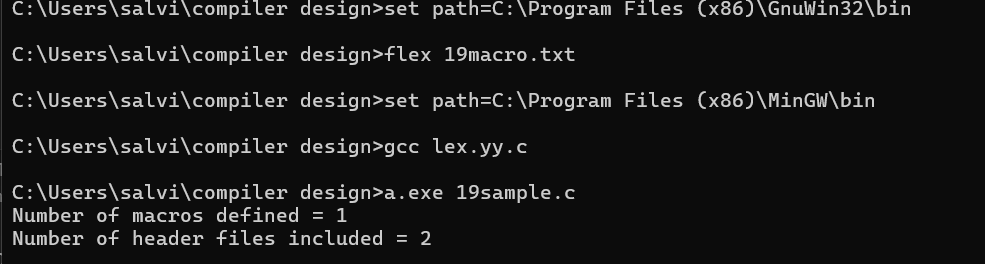 C:\Users\salvi\compiler design>set path=C:\Program Files (x86)\GnuWin32\bin
C:\Users\salvi\compiler design>flex 19macro.txt
C:\Users\salvi\compiler design>set path=C:\Program Files (x86)\MinGW\bin
C:\Users\salvi\compiler design>gcc lex.yy.c
C:\Users\salvi\compiler design>a.exe 19sample.c
Number of macros defined = 1
Number of header files included = 2